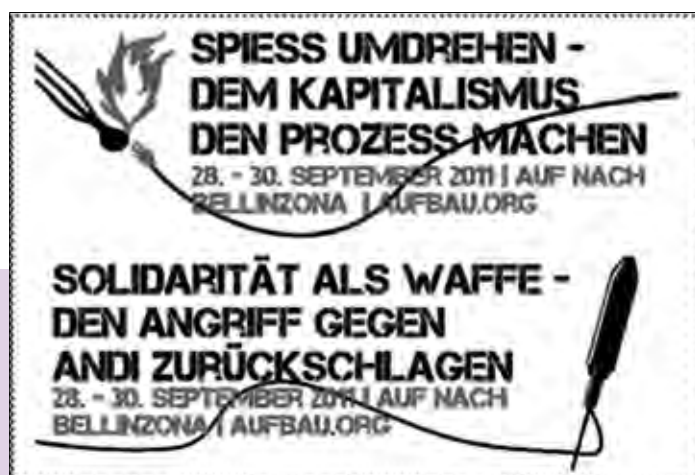 SPIESS UMDREHEN -
DEM KAPITALISMUS
DEN PROZESS MACHEN
28. - 30. SEPTEMBER 2011 | AUF NACH
BELLINZONA | AUFBAU.ORG
SOLIDARITÄT ALS WAFFE -
DEN ANGRIFF GEGEN
ANDI ZURÜCKSCHLAGEN
28. - 30. SEPTEMBER 2011 | AUF NACH
BELLINZONA | AUFBAU.ORG